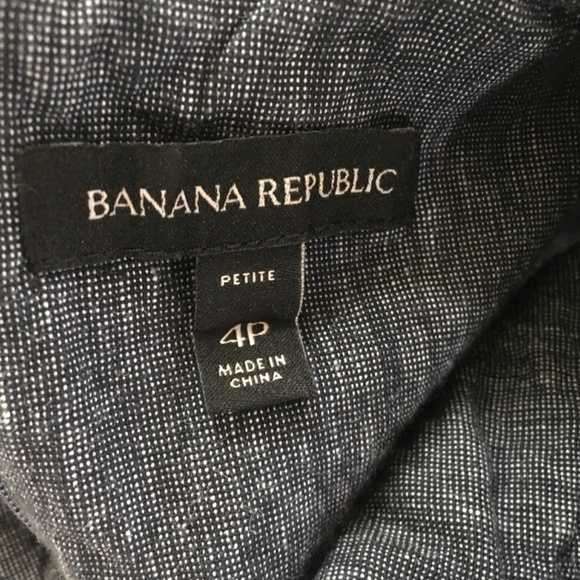 BANANA REPUBLIC
PETITE
4P
MADE IN
CHINA